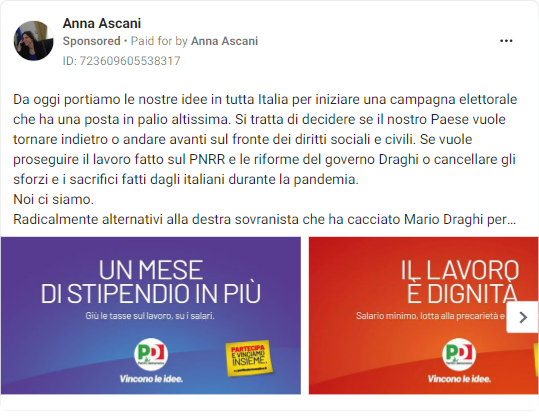 Anna Ascani
Sponsored • Paid for by Anna Ascani
ID: 723609605538317
Da oggi portiamo le nostre idee in tutta Italia per iniziare una campagna elettorale
che ha una posta in palio altissima. Si tratta di decidere se il nostro Paese vuole
tornare indietro o andare avanti sul fronte dei diritti sociali e civili. Se vuole
proseguire il lavoro fatto sul PNRR e le riforme del governo Draghi o cancellare gli
sforzi e i sacrifici fatti dagli italiani durante la pandemia.
Noi ci siamo.
Radicalmente alternativi alla destra sovranista che ha cacciato Mario Draghi per...
UN MESE
DI STIPENDIO IN PIÙ
Giù le tasse sul lavoro, su i salari.
PD
Vincono le idee.
PARTECIPA
E VINCIAMO
INSIEME.
IL LAVORO
È DIGNITÀ
Salario minimo, lotta alla precarietà e
PD
Vincono le idee.